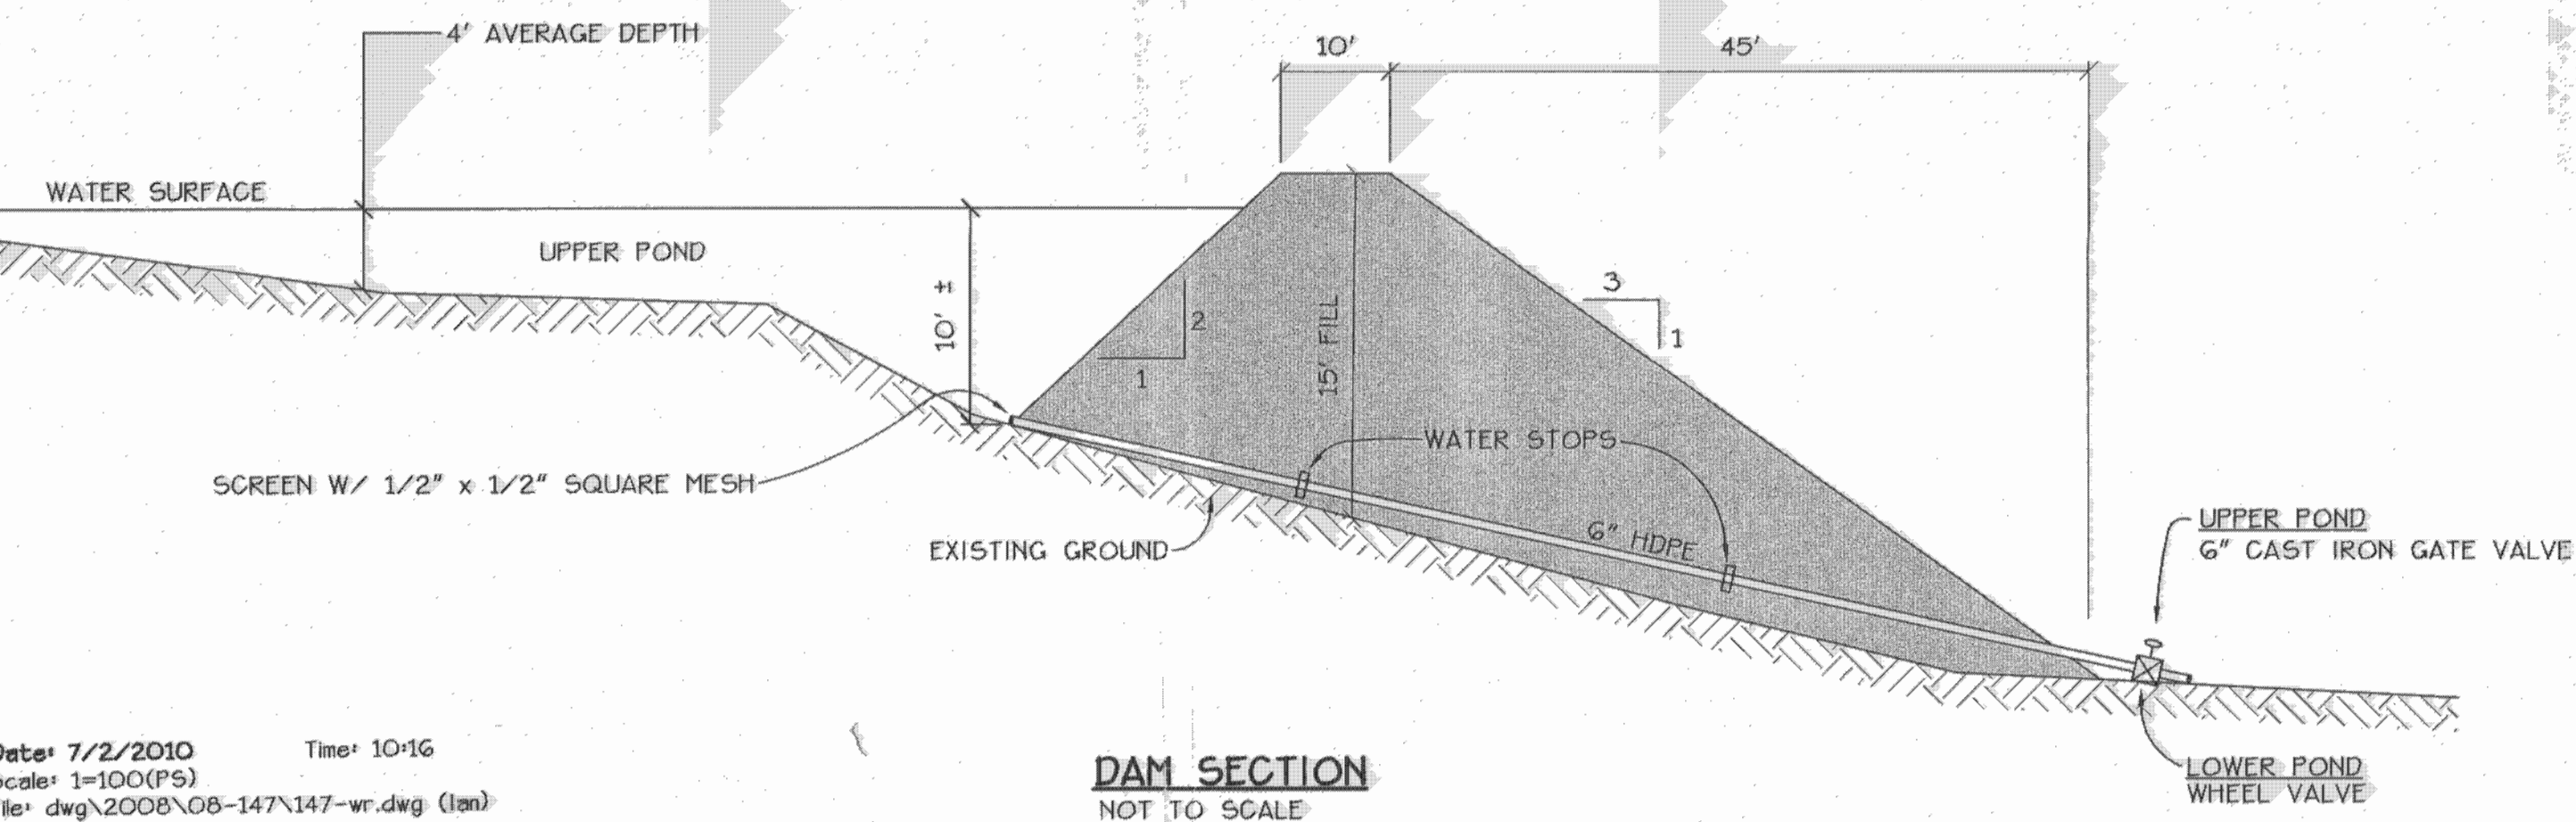 4' AVERAGE DEPTH
10'
45'
WATER SURFACE
UPPER POND
10' ±
2
1
15' FILL
3
1
WATER STOPS
SCREEN W/ 1/2" x 1/2" SQUARE MESH
EXISTING GROUND
6" HDPE
UPPER POND
6" CAST IRON GATE VALVE
LOWER POND
WHEEL VALVE
DAM SECTION
NOT TO SCALE
Date: 7/2/2010 Time: 10:16
Scale: 1=100(PS)
ile: dwg\2008\08-147\147-wr.dwg (Ian)